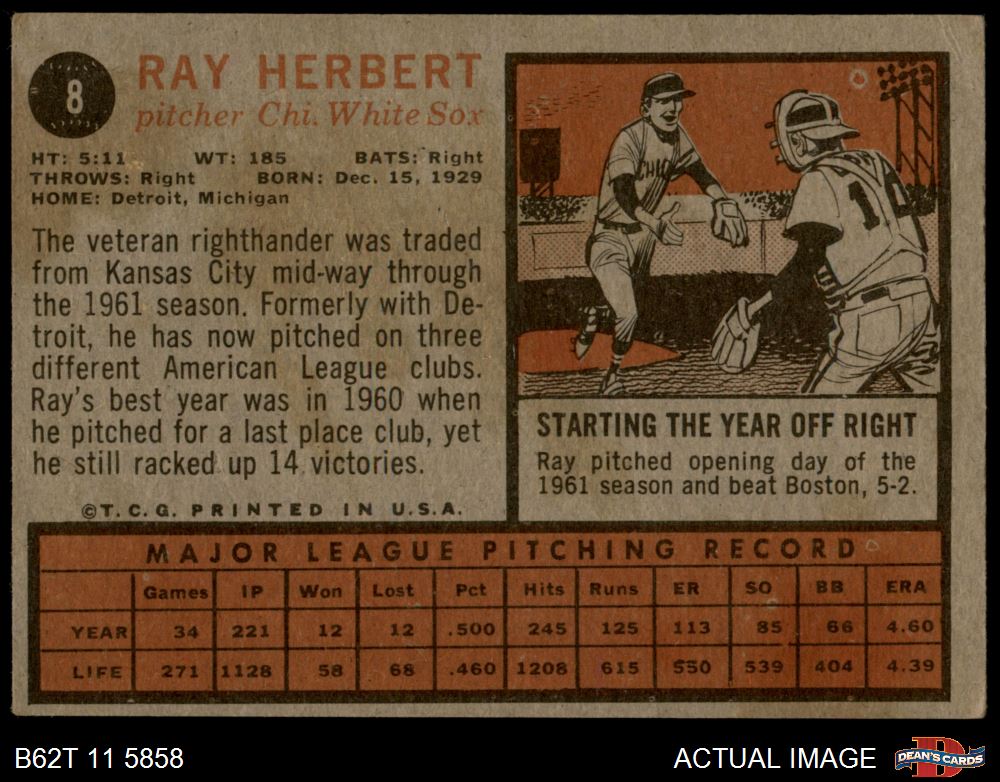 8
RAY HERBERT
pitcher Chi. White Sox
HT: 5:11 WT: 185 BATS: Right
THROWS: Right BORN: Dec. 15, 1929
HOME: Detroit, Michigan
The veteran righthander was traded
from Kansas City mid-way through
the 1961 season. Formerly with De-
troit, he has now pitched on three
different American League clubs.
Ray's best year was in 1960 when
he pitched for a last place club, yet
he still racked up 14 victories.
©T.C.G. PRINTED IN U.S.A.
CHICAGO
10
STARTING THE YEAR OFF RIGHT
Ray pitched opening day of the
1961 season and beat Boston, 5-2.
MAJOR LEAGUE PITCHING RECORD
Games IP Won Lost Pct Hits Runs ER SO BB ERA
YEAR 34 221 12 12 .500 245 125 113 85 66 4.60
LIFE 271 1128 58 68 .460 1208 615 550 539 404 4.39
B62T 11 5858
ACTUAL IMAGE
D
DEAN'S CARDS